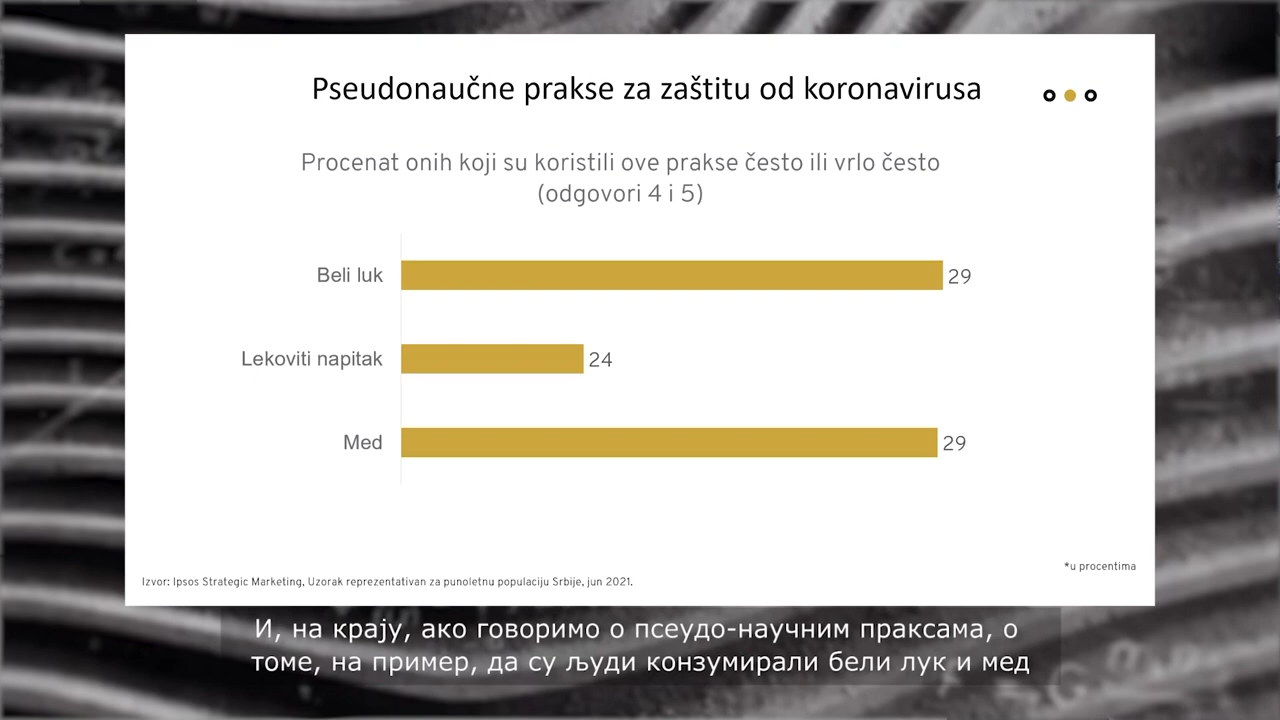 Pseudonaučne prakse za zaštitu od koronavirusa
Procenat onih koji su koristili ove prakse često ili vrlo često
(odgovori 4 i 5)
Beli luk 29
Lekoviti napitak 24
Med 29
*u procentima
Izvor: Ipsos Strategic Marketing, Uzorak reprezentativan za punoletnu populaciju Srbije, jun 2021.
И, на крају, ако говоримо о псеудо-научним праксама, о
томе, на пример, да су људи конзумирали бели лук и мед